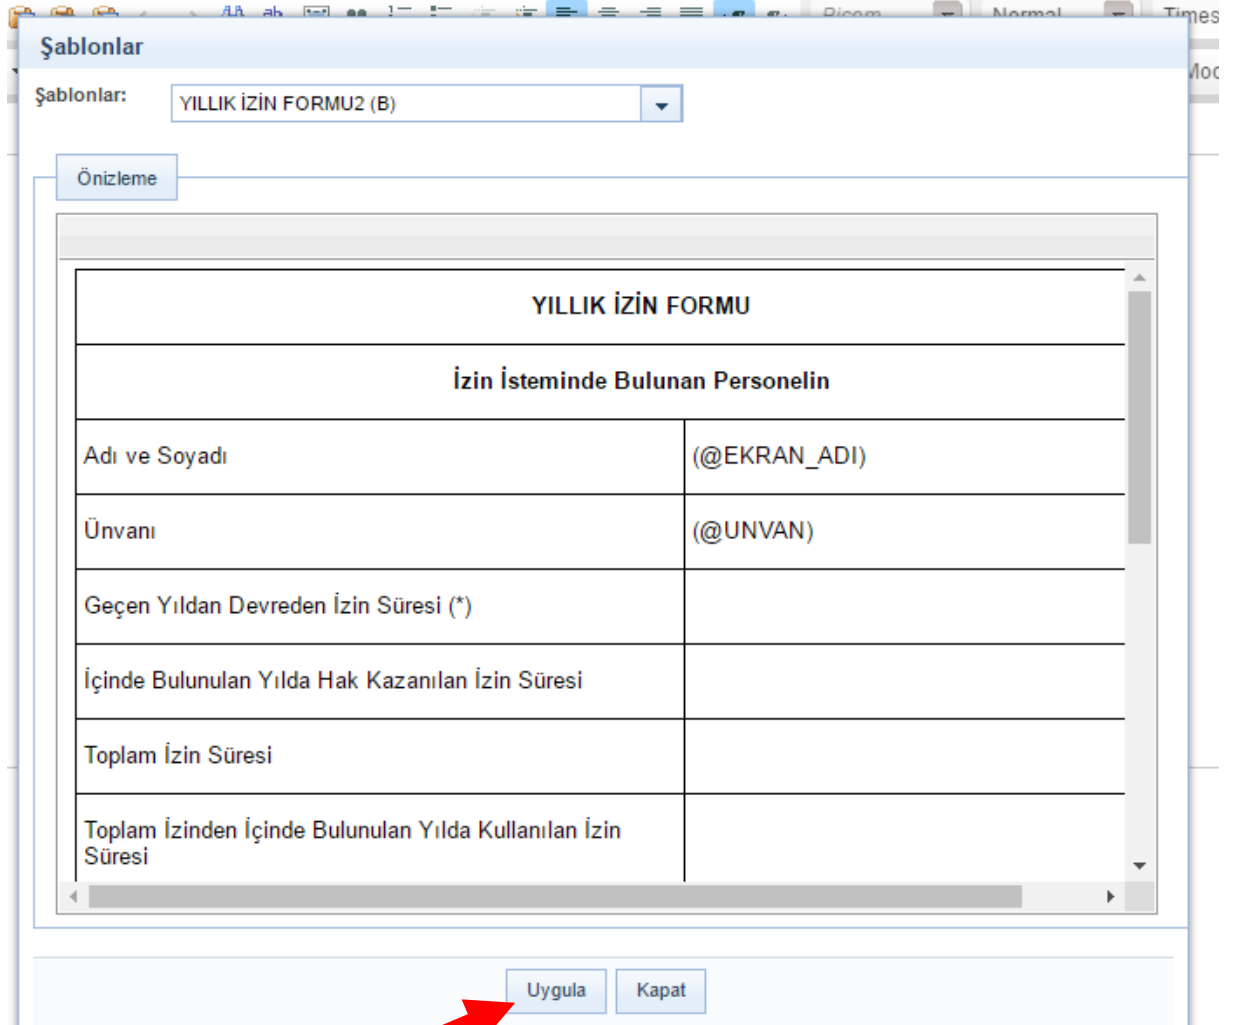 Normal
Times
Şablonlar
Şablonlar:
YILLIK İZİN FORMU2 (B)
Önizleme
YILLIK İZİN FORMU
İzin İsteminde Bulunan Personelin
Adı ve Soyadı
(@EKRAN_ADI)
Ünvanı
(@UNVAN)
Geçen Yıldan Devreden İzin Süresi (*)
İçinde Bulunulan Yılda Hak Kazanılan İzin Süresi
Toplam İzin Süresi
Toplam İzinden İçinde Bulunulan Yılda Kullanılan İzin
Süresi
Uygula
Kapat